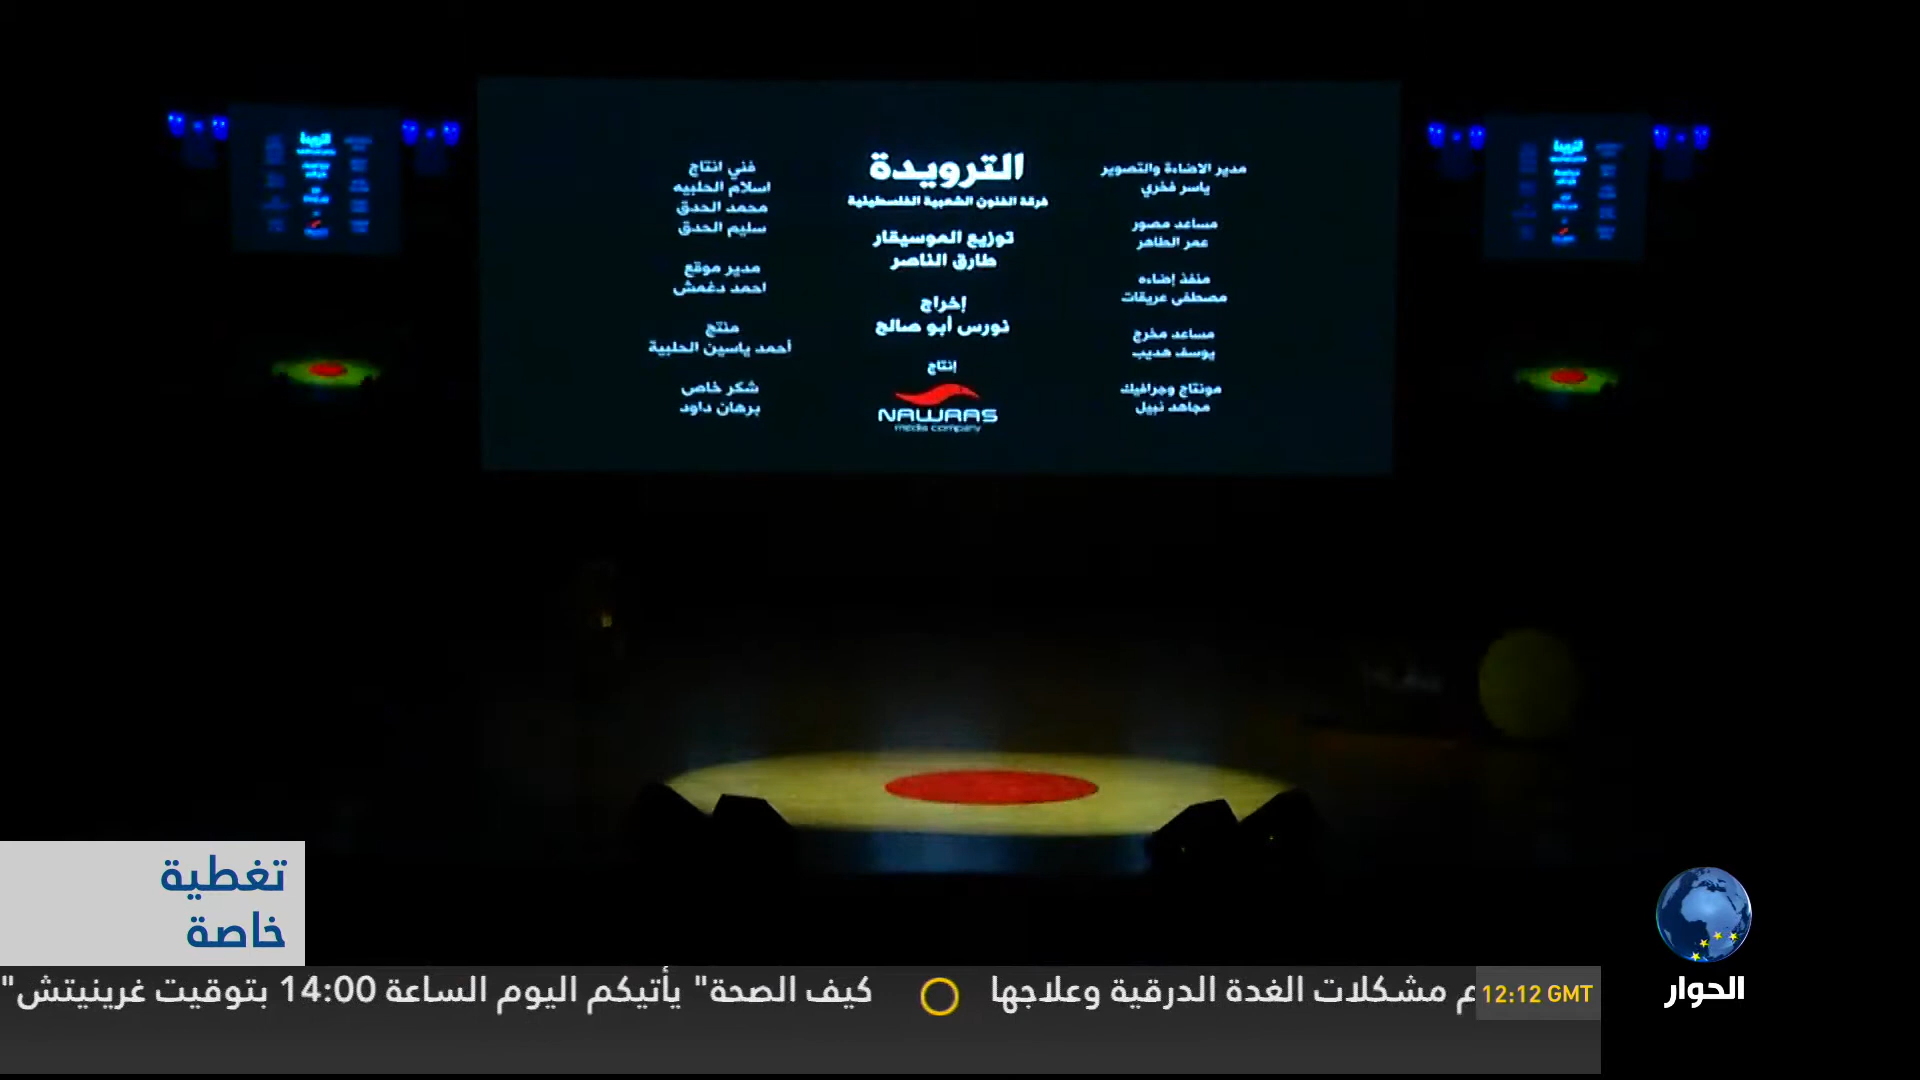 الترويدة
فرقة الفنون الشعبية الفلسطينية
توزيع الموسيقار
طارق الناصر
إخراج
نورس أبو صالح
إنتاج
NAWRAS
media company
مدير الاضاءة والتصوير
ياسر فخري
مساعد مصور
عمر الطاهر
منفذ إضاءه
مصطفى عريقات
مساعد مخرج
يوسف هديب
مونتاج وجرافيك
مجاهد نبيل
فني انتاج
اسلام الحلبيه
محمد الحدق
سليم الحدق
مدير موقع
احمد دغمش
منتج
أحمد ياسين الحلبية
شكر خاص
برهان داود
تغطية
خاصة
الحوار
12:12 GMT
م مشكلات الغدة الدرقية وعلاجها
كيف الصحة" يأتيكم اليوم الساعة 14:00 بتوقيت غرينيتش"